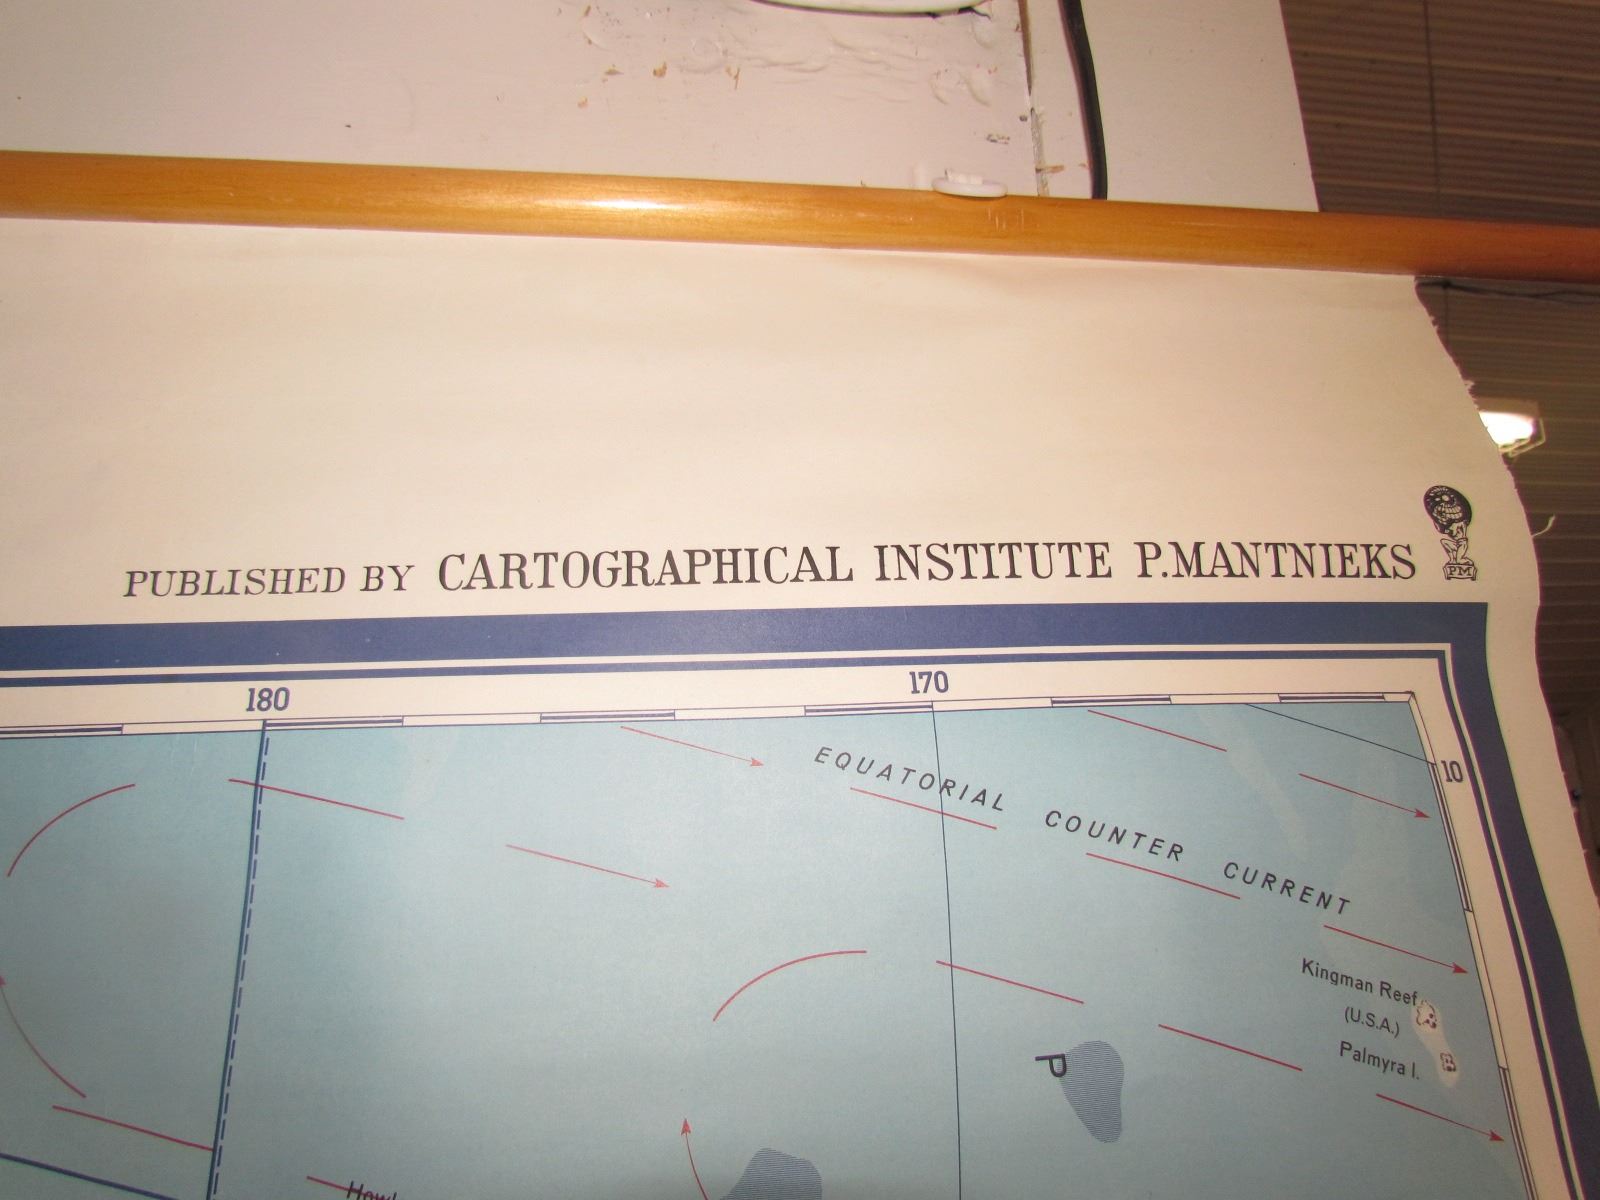 PUBLISHED BY CARTOGRAPHICAL INSTITUTE P.MANTNIEKS
PM
180
170
10
EQUATORIAL COUNTER CURRENT
Kingman Reef
(U.S.A.)
Palmyra I.
P